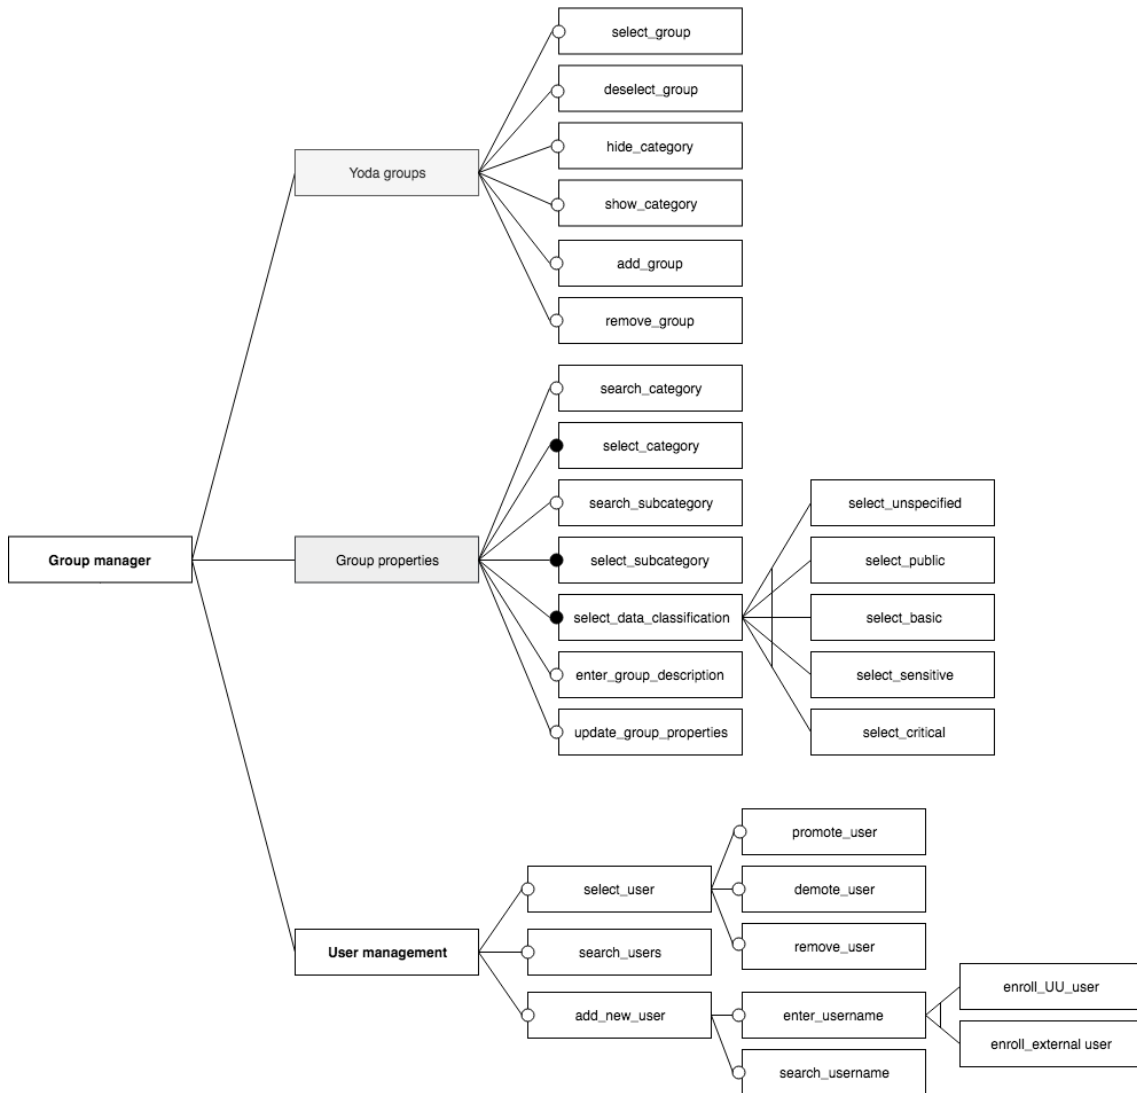 select_group
deselect_group
hide_category
Yoda groups
show_category
add_group
remove_group
search_category
select_category
search_subcategory
select_unspecified
Group manager
Group properties
select_subcategory
select_public
select_data_classification
select_basic
enter_group_description
select_sensitive
update_group_properties
select_critical
promote_user
select_user
demote_user
User management
search_users
remove_user
enroll_UU_user
add_new_user
enter_username
enroll_external user
search_username